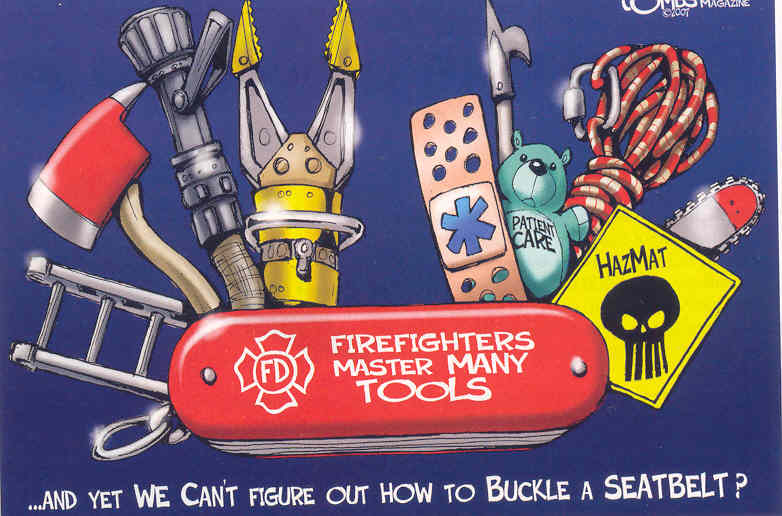 MAGAZINE
©2007
PATIENT
CARE
HAZMAT
FD
FIREFIGHTERS
MASTER MANY
TOOLS
...AND YET WE CAN'T FIGURE OUT HOW TO BUCKLE A SEATBELT?